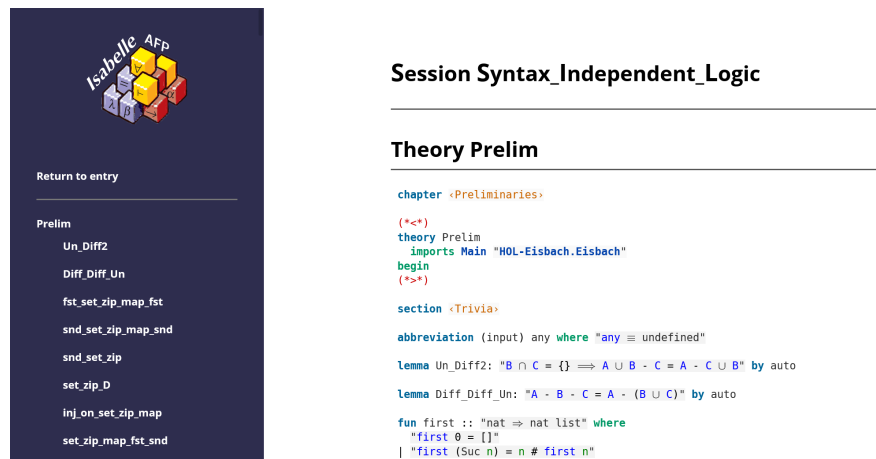 Isabelle AFP
∀
= ⊢ α
λ β →
Return to entry
Prelim
Un_Diff2
Diff_Diff_Un
fst_set_zip_map_fst
snd_set_zip_map_snd
snd_set_zip
set_zip_D
inj_on_set_zip_map
set_zip_map_fst_snd
Session Syntax_Independent_Logic
Theory Prelim
chapter ‹Preliminaries›
(*<*)
theory Prelim
imports Main "HOL-Eisbach.Eisbach"
begin
(*>*)
section ‹Trivia›
abbreviation (input) any where "any ≡ undefined"
lemma Un_Diff2: "B ∩ C = {} ⟹ A ∪ B - C = A - C ∪ B" by auto
lemma Diff_Diff_Un: "A - B - C = A - (B ∪ C)" by auto
fun first :: "nat ⇒ nat list" where
"first 0 = []"
| "first (Suc n) = n # first n"